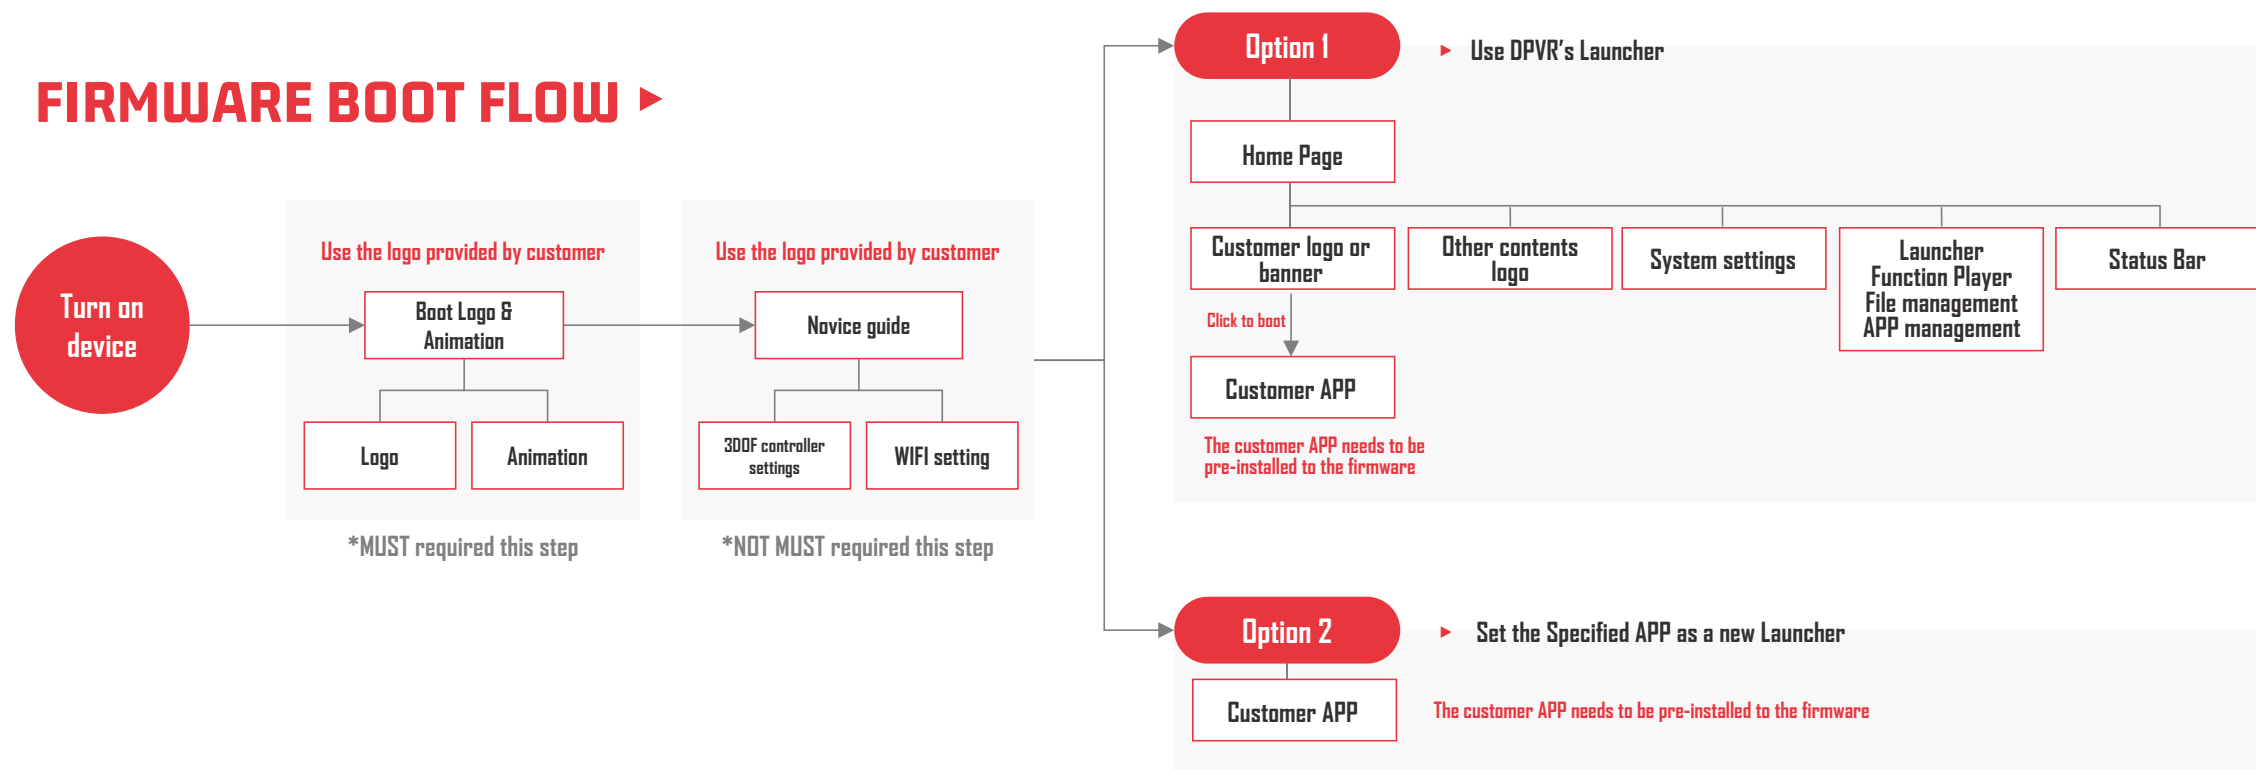 FIRMWARE BOOT FLOW
Turn on
device
Use the logo provided by customer
Boot Logo &
Animation
Logo
Animation
*MUST required this step
Use the logo provided by customer
Novice guide
3DOF controller
settings
WIFI setting
*NOT MUST required this step
Option 1
Use DPVR's Launcher
Home Page
Customer logo or
banner
Other contents
logo
System settings
Launcher
Function Player
File management
APP management
Status Bar
Click to boot
Customer APP
The customer APP needs to be
pre-installed to the firmware
Option 2
Set the Specified APP as a new Launcher
Customer APP
The customer APP needs to be pre-installed to the firmware